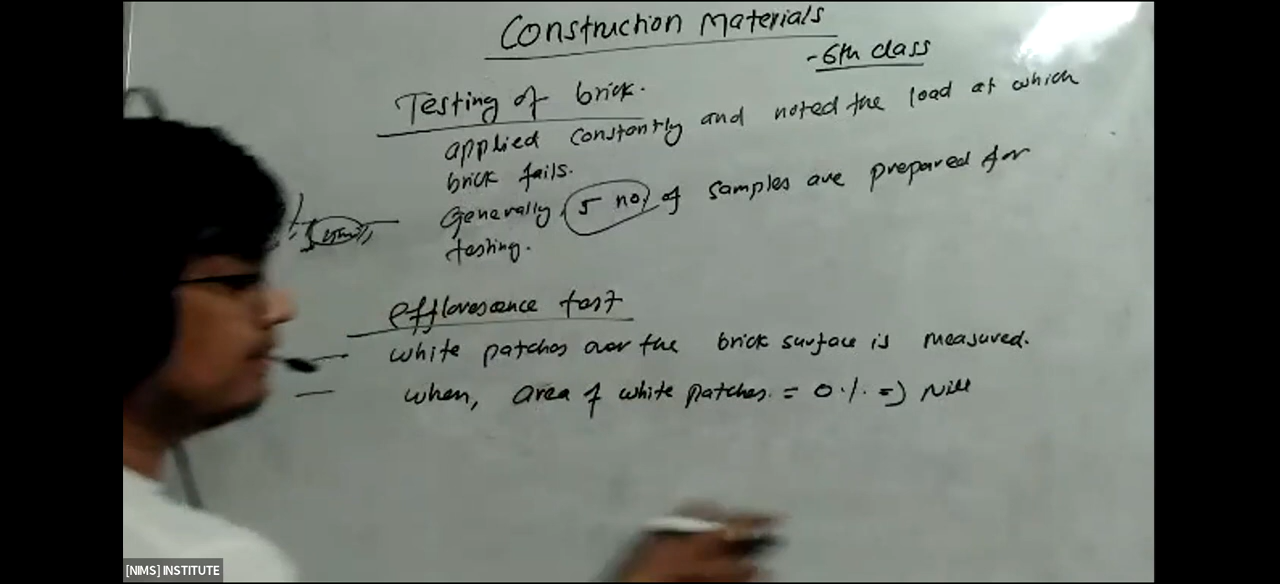 Construction Materials
- 6th class
Testing of brick.
applied constantly and noted the load at which
brick fails.
Generally 5 no. of samples are prepared for
testing.
efflorescence test
white patches over the brick surface is measured.
when, area of white patches = 0% => Nill
[NIMS] INSTITUTE